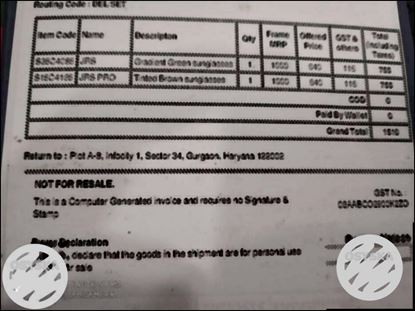 Routing Code : DEL SET
Item Code Name Description Qty Frame MRP Offered Price GST & others Total (Including Taxes)
JRS Gradient Green sunglasses 1 1000 640 115 755
JRS PRO Tinted Brown sunglasses 1 1000 640 115 755
COD 0
Paid By Wallet 0
Grand Total 1510
Return to : Plot A-8, Infocity 1, Sector 34, Gurgaon, Haryana 122002
NOT FOR RESALE.
This is a Computer Generated invoice and requires no Signature & Stamp
GST No.
Declaration
declare that the goods in the shipment are for personal use
sale